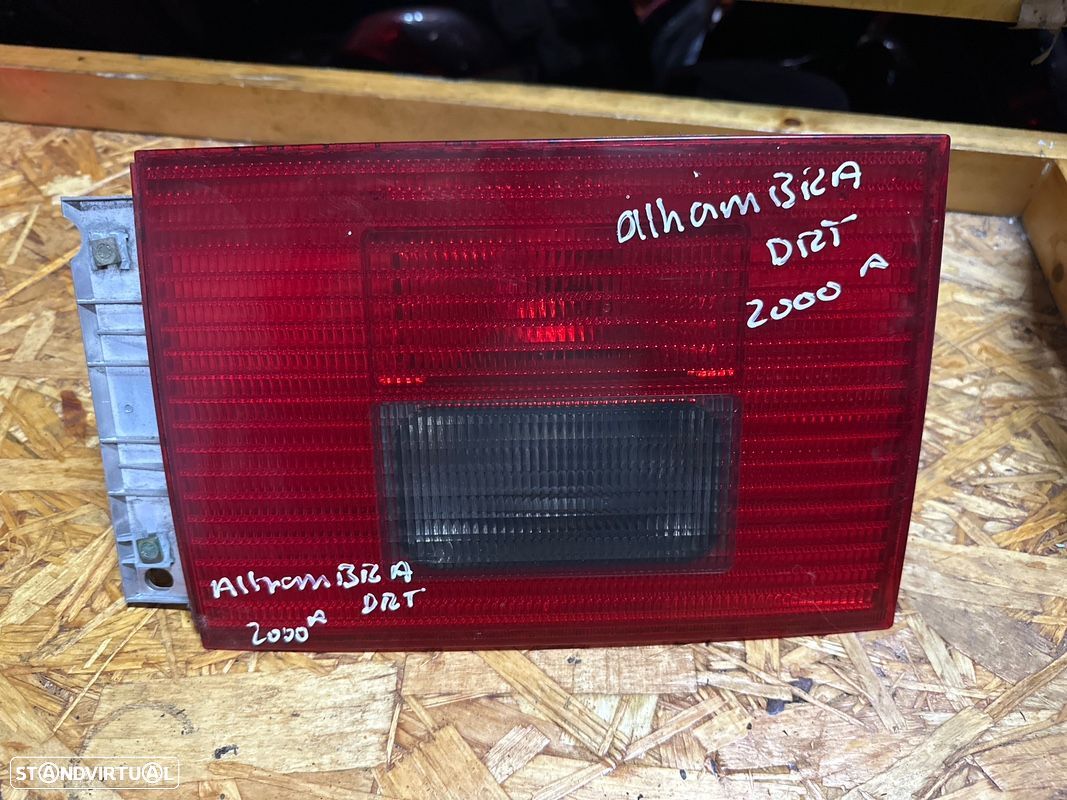 alhamBRA
DRT
2000 A
AlhamBRA
DRT
2000 A
STANDVIRTUAL